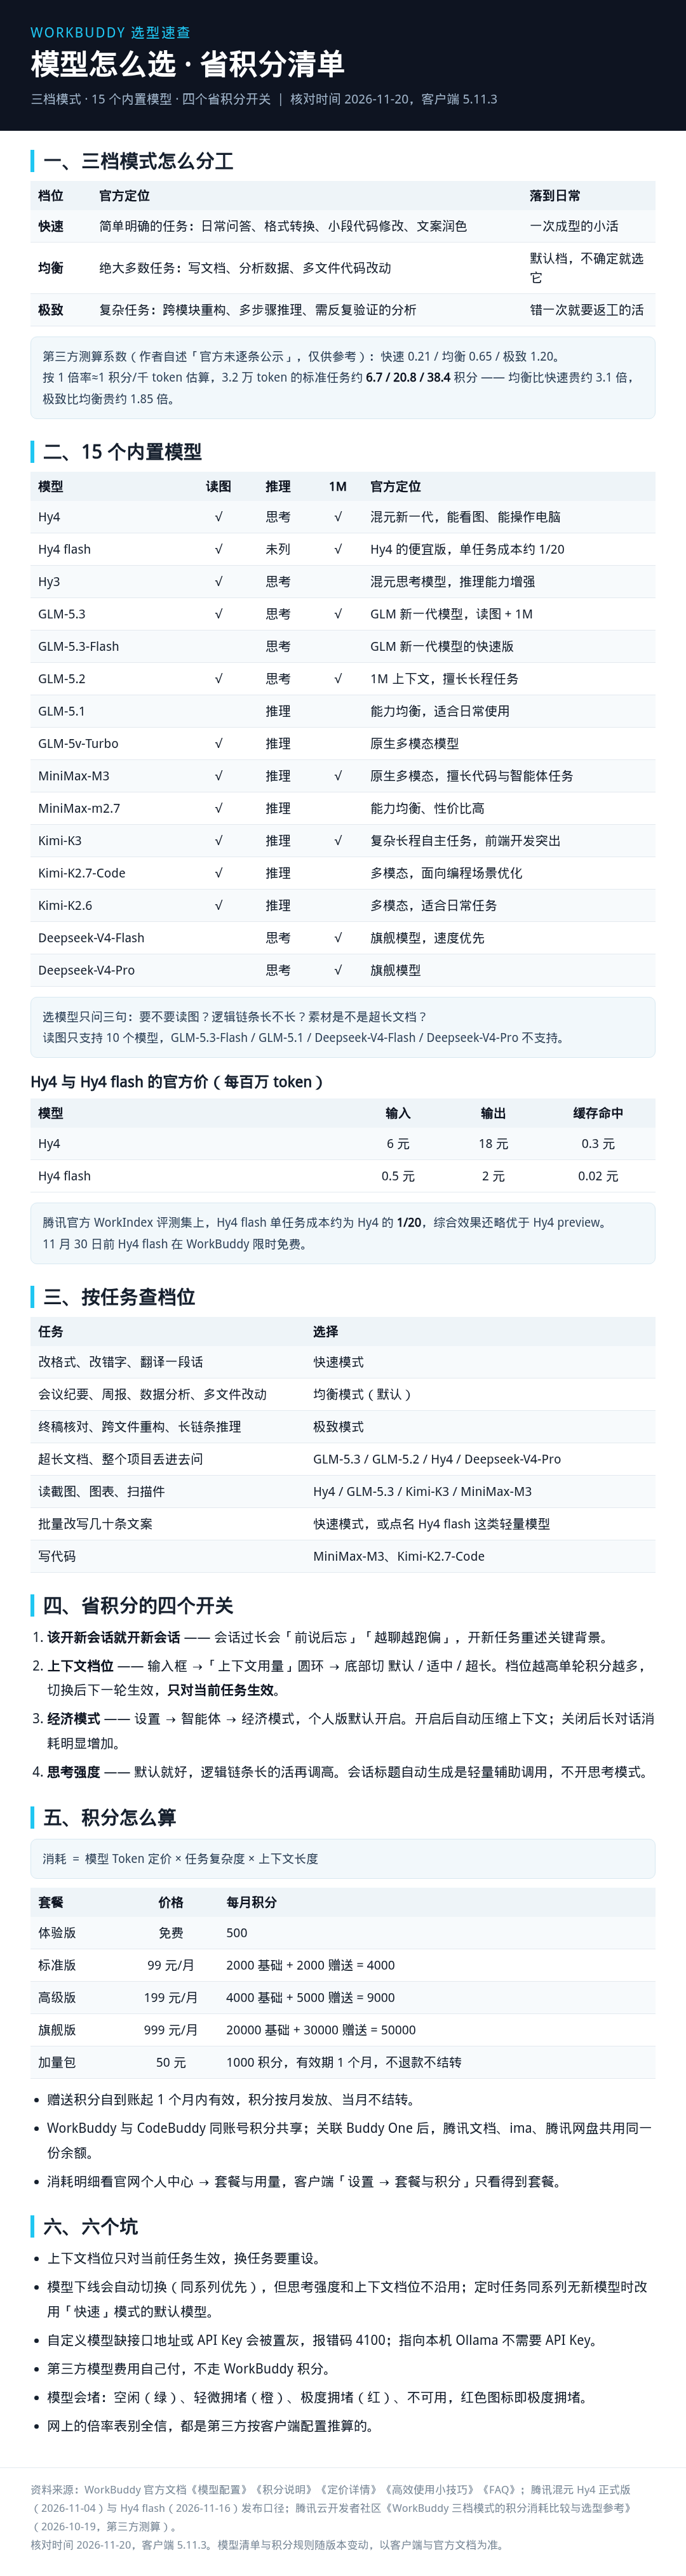 WORKBUDDY 选型速查
模型怎么选 · 省积分清单
三档模式 · 15 个内置模型 · 四个省积分开关 ｜ 核对时间 2026-11-20，客户端 5.11.3
一、三档模式怎么分工
档位 官方定位 落到日常
快速 简单明确的任务：日常问答、格式转换、小段代码修改、文案润色 一次成型的小活
均衡 绝大多数任务：写文档、分析数据、多文件代码改动 默认档，不确定就选
它
极致 复杂任务：跨模块重构、多步骤推理、需反复验证的分析 错一次就要返工的活
第三方测算系数（作者自述「官方未逐条公示」，仅供参考）：快速 0.21 / 均衡 0.65 / 极致 1.20。
按 1 倍率≈1 积分/千 token 估算，3.2 万 token 的标准任务约 6.7 / 20.8 / 38.4 积分 —— 均衡比快速贵约 3.1 倍，
极致比均衡贵约 1.85 倍。
二、15 个内置模型
模型 读图 推理 1M 官方定位
Hy4 √ 思考 √ 混元新一代，能看图、能操作电脑
Hy4 flash √ 未列 √ Hy4 的便宜版，单任务成本约 1/20
Hy3 √ 思考 混元思考模型，推理能力增强
GLM-5.3 √ 思考 √ GLM 新一代模型，读图 + 1M
GLM-5.3-Flash 思考 GLM 新一代模型的快速版
GLM-5.2 √ 思考 √ 1M 上下文，擅长长程任务
GLM-5.1 推理 能力均衡，适合日常使用
GLM-5v-Turbo √ 推理 原生多模态模型
MiniMax-M3 √ 推理 √ 原生多模态，擅长代码与智能体任务
MiniMax-m2.7 √ 推理 能力均衡、性价比高
Kimi-K3 √ 推理 √ 复杂长程自主任务，前端开发突出
Kimi-K2.7-Code √ 推理 多模态，面向编程场景优化
Kimi-K2.6 √ 推理 多模态，适合日常任务
Deepseek-V4-Flash 思考 √ 旗舰模型，速度优先
Deepseek-V4-Pro 思考 √ 旗舰模型
选模型只问三句：要不要读图？逻辑链条长不长？素材是不是超长文档？
读图只支持 10 个模型，GLM-5.3-Flash / GLM-5.1 / Deepseek-V4-Flash / Deepseek-V4-Pro 不支持。
Hy4 与 Hy4 flash 的官方价（每百万 token）
模型 输入 输出 缓存命中
Hy4 6 元 18 元 0.3 元
Hy4 flash 0.5 元 2 元 0.02 元
腾讯官方 WorkIndex 评测集上，Hy4 flash 单任务成本约为 Hy4 的 1/20，综合效果还略优于 Hy4 preview。
11 月 30 日前 Hy4 flash 在 WorkBuddy 限时免费。
三、按任务查档位
任务 选择
改格式、改错字、翻译一段话 快速模式
会议纪要、周报、数据分析、多文件改动 均衡模式（默认）
终稿核对、跨文件重构、长链条推理 极致模式
超长文档、整个项目丢进去问 GLM-5.3 / GLM-5.2 / Hy4 / Deepseek-V4-Pro
读截图、图表、扫描件 Hy4 / GLM-5.3 / Kimi-K3 / MiniMax-M3
批量改写几十条文案 快速模式，或点名 Hy4 flash 这类轻量模型
写代码 MiniMax-M3、Kimi-K2.7-Code
四、省积分的四个开关
1. 该开新会话就开新会话 —— 会话过长会「前说后忘」「越聊越跑偏」，开新任务重述关键背景。
2. 上下文档位 —— 输入框 → 「上下文用量」圆环 → 底部切 默认 / 适中 / 超长。档位越高单轮积分越多，
切换后下一轮生效，只对当前任务生效。
3. 经济模式 —— 设置 → 智能体 → 经济模式，个人版默认开启。开启后自动压缩上下文；关闭后长对话消
耗明显增加。
4. 思考强度 —— 默认就好，逻辑链条长的活再调高。会话标题自动生成是轻量辅助调用，不开思考模式。
五、积分怎么算
消耗 = 模型 Token 定价 × 任务复杂度 × 上下文长度
套餐 价格 每月积分
体验版 免费 500
标准版 99 元/月 2000 基础 + 2000 赠送 = 4000
高级版 199 元/月 4000 基础 + 5000 赠送 = 9000
旗舰版 999 元/月 20000 基础 + 30000 赠送 = 50000
加量包 50 元 1000 积分，有效期 1 个月，不退款不结转
• 赠送积分自到账起 1 个月内有效，积分按月发放、当月不结转。
• WorkBuddy 与 CodeBuddy 同账号积分共享；关联 Buddy One 后，腾讯文档、ima、腾讯网盘共用同一
份余额。
• 消耗明细看官网个人中心 → 套餐与用量，客户端「设置 → 套餐与积分」只看得到套餐。
六、六个坑
• 上下文档位只对当前任务生效，换任务要重设。
• 模型下线会自动切换（同系列优先），但思考强度和上下文档位不沿用；定时任务同系列无新模型时改
用「快速」模式的默认模型。
• 自定义模型缺接口地址或 API Key 会被置灰，报错码 4100；指向本机 Ollama 不需要 API Key。
• 第三方模型费用自己付，不走 WorkBuddy 积分。
• 模型会堵：空闲（绿）、轻微拥堵（橙）、极度拥堵（红）、不可用，红色图标即极度拥堵。
• 网上的倍率表别全信，都是第三方按客户端配置推算的。
资料来源：WorkBuddy 官方文档《模型配置》《积分说明》《定价详情》《高效使用小技巧》《FAQ》；腾讯混元 Hy4 正式版
（2026-11-04）与 Hy4 flash（2026-11-16）发布口径；腾讯云开发者社区《WorkBuddy 三档模式的积分消耗比较与选型参考》
（2026-10-19，第三方测算）。
核对时间 2026-11-20，客户端 5.11.3。模型清单与积分规则随版本变动，以客户端与官方文档为准。